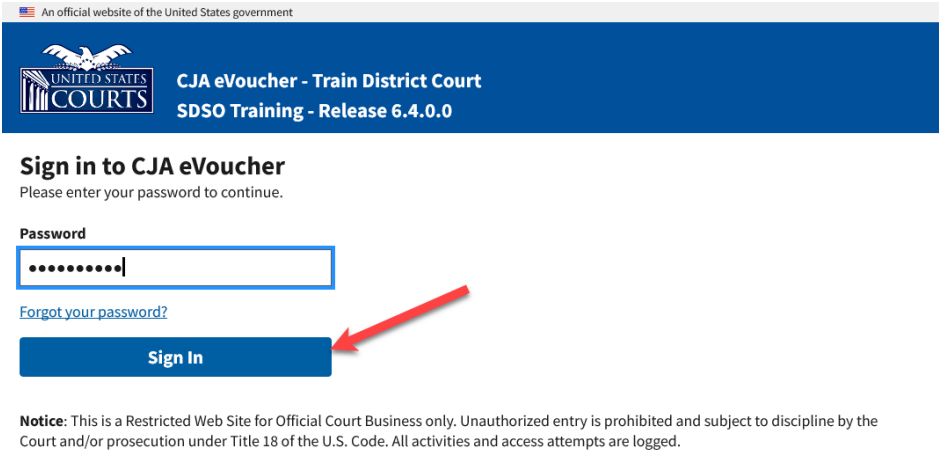 An official website of the United States government
UNITED STATES
COURTS
CJA eVoucher - Train District Court
SDSO Training - Release 6.4.0.0
Sign in to CJA eVoucher
Please enter your password to continue.
Password
••••••••••
Forgot your password?
Sign In
Notice: This is a Restricted Web Site for Official Court Business only. Unauthorized entry is prohibited and subject to discipline by the
Court and/or prosecution under Title 18 of the U.S. Code. All activities and access attempts are logged.